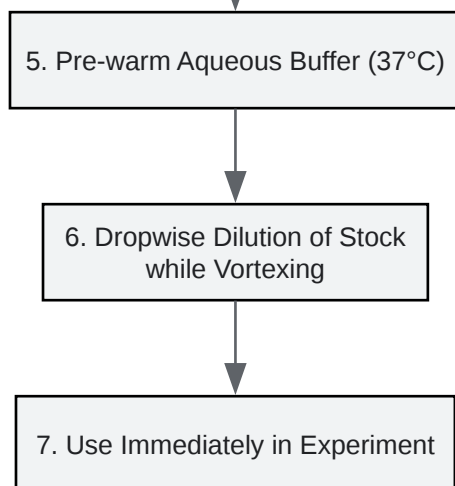 5. Pre-warm Aqueous Buffer (37°C)
6. Dropwise Dilution of Stock
while Vortexing
7. Use Immediately in Experiment